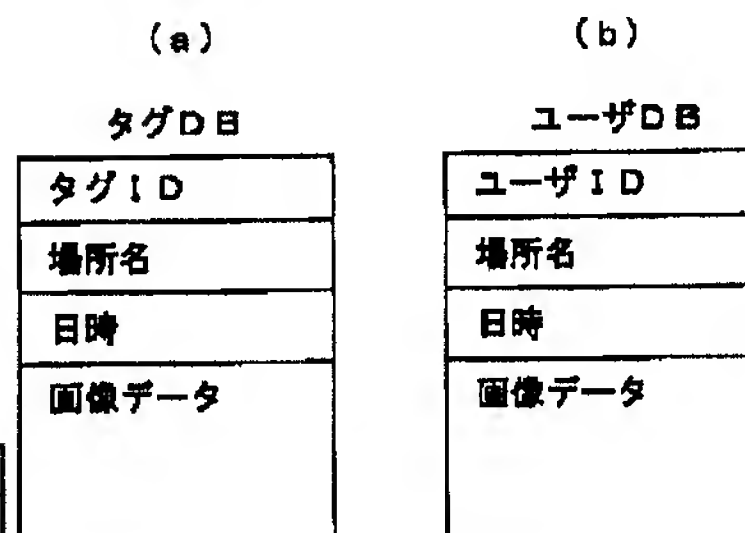 (a)
タグDB
タグID
場所名
日時
画像データ
(b)
ユーザDB
ユーザID
場所名
日時
画像データ